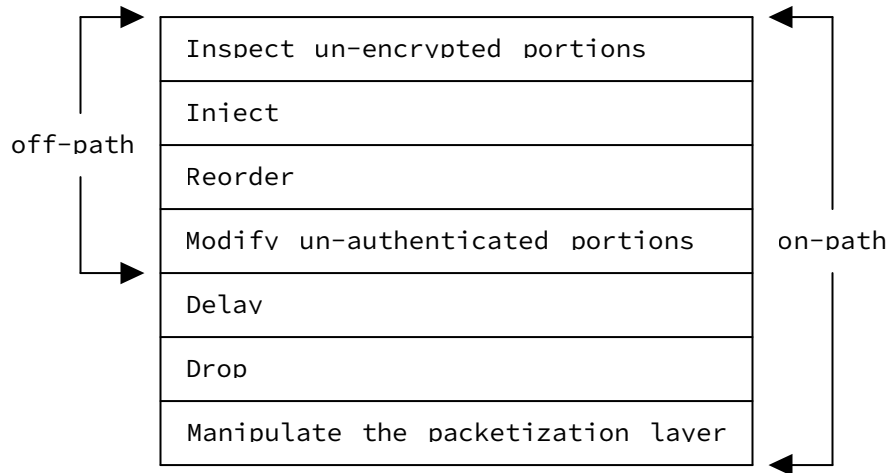 Inspect un-encrypted portions
Inject
off-path
Reorder
Modify un-authenticated portions
on-path
Delay
Drop
Manipulate the packetization layer